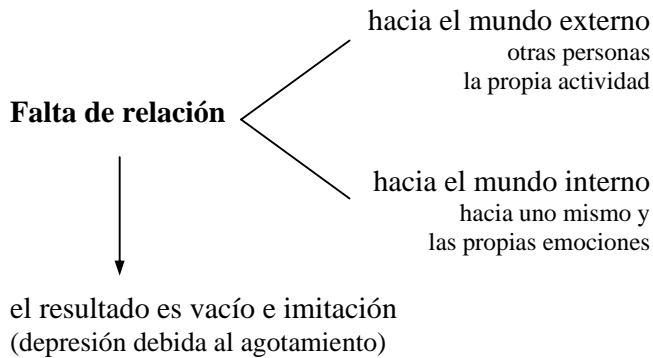 hacia el mundo externo
otras personas
la propia actividad
Falta de relación
hacia el mundo interno
hacia uno mismo y
las propias emociones
el resultado es vacío e imitación
(depresión debida al agotamiento)